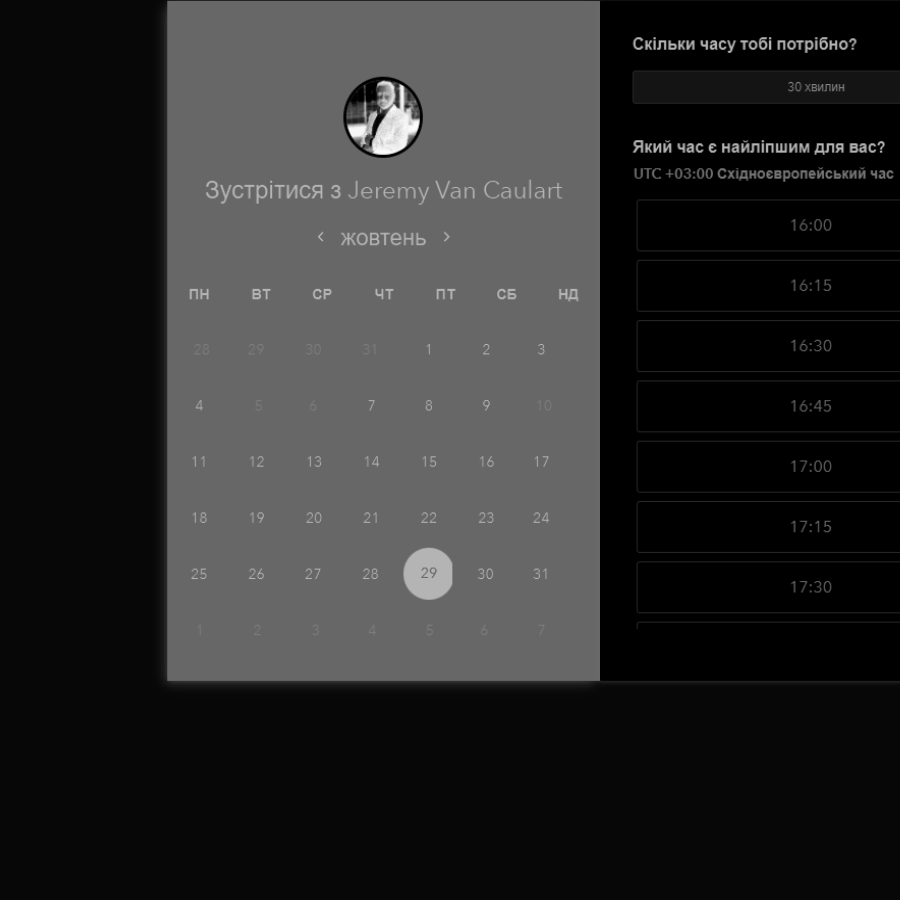 Зустрітися з Jeremy Van Caulart
жовтень
ПН ВТ СР ЧТ ПТ СБ НД
28 29 30 31 1 2 3
4 5 6 7 8 9 10
11 12 13 14 15 16 17
18 19 20 21 22 23 24
25 26 27 28 29 30 31
1 2 3 4 5 6 7
Скільки часу тобі потрібно?
30 хвилин
Який час є найліпшим для вас?
UTC +03:00 Східноєвропейський час
16:00
16:15
16:30
16:45
17:00
17:15
17:30